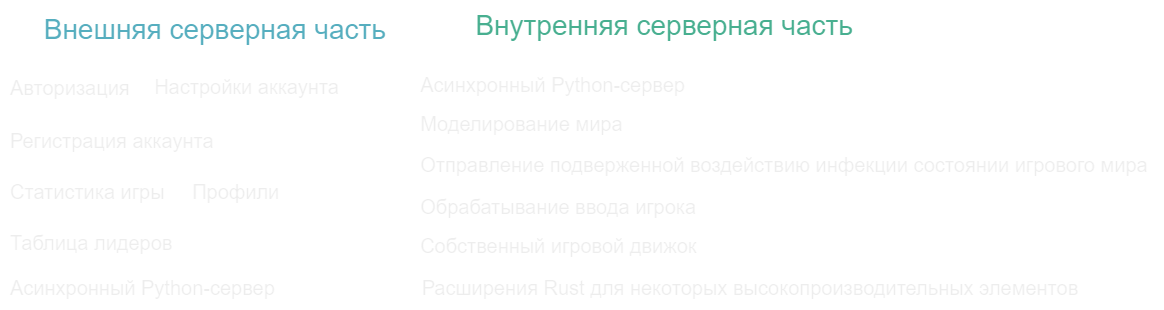 Внешняя серверная часть
Авторизация Настройки аккаунта
Регистрация аккаунта
Статистика игры Профили
Таблица лидеров
Асинхронный Python-сервер
Внутренняя серверная часть
Асинхронный Python-сервер
Моделирование мира
Отправление подверженной воздействию инфекции состоянии игрового мира
Обрабатывание ввода игрока
Собственный игровой движок
Расширения Rust для некоторых высокопроизводительных элементов